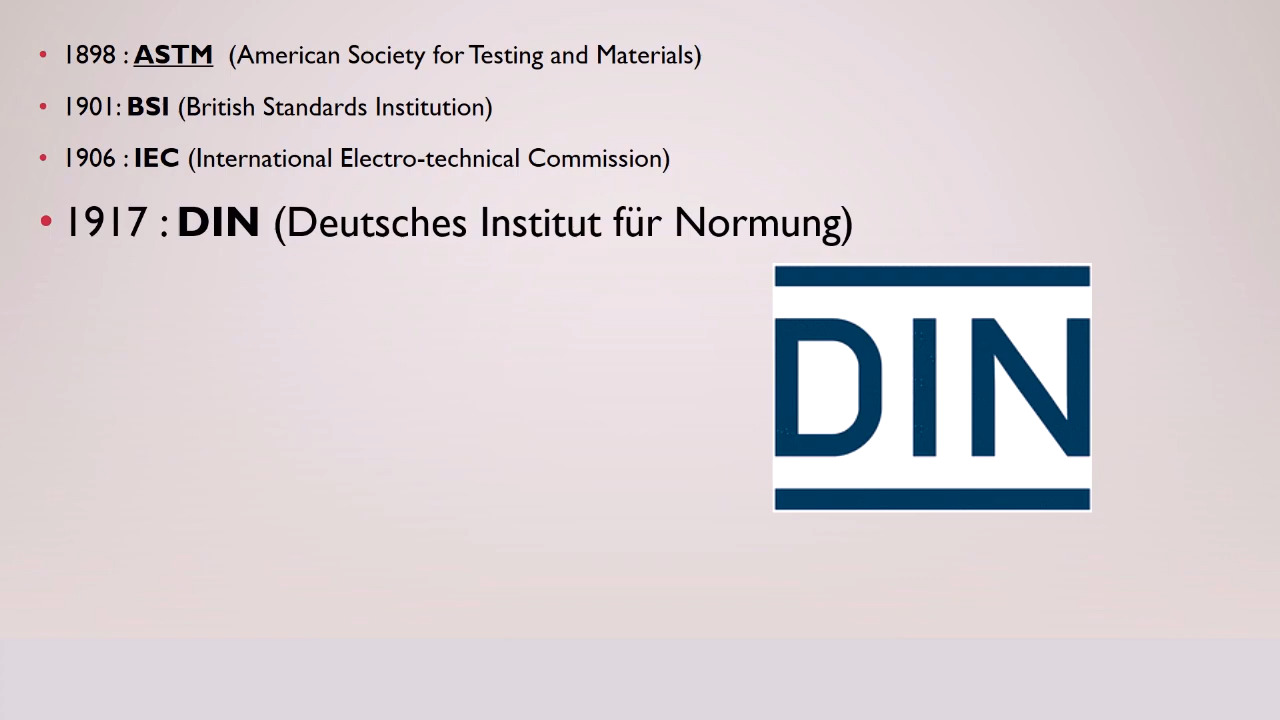 • 1898 : ASTM (American Society for Testing and Materials)
• 1901: BSI (British Standards Institution)
• 1906 : IEC (International Electro-technical Commission)
• 1917 : DIN (Deutsches Institut für Normung)
DIN